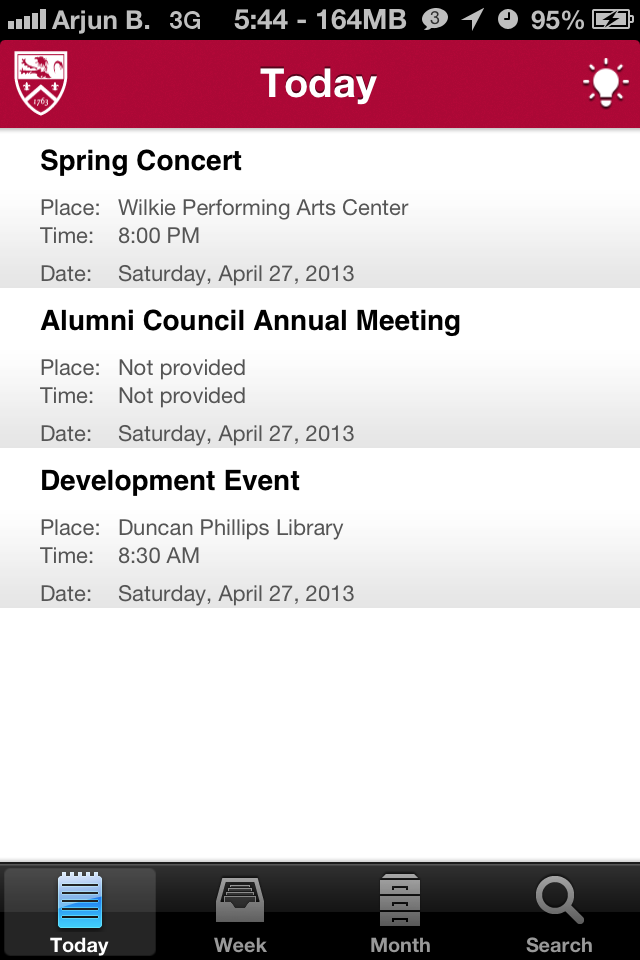 Arjun B. 3G 5:44 - 164MB 3 95%
1763
Today
Spring Concert
Place: Wilkie Performing Arts Center
Time: 8:00 PM
Date: Saturday, April 27, 2013
Alumni Council Annual Meeting
Place: Not provided
Time: Not provided
Date: Saturday, April 27, 2013
Development Event
Place: Duncan Phillips Library
Time: 8:30 AM
Date: Saturday, April 27, 2013
Today Week Month Search